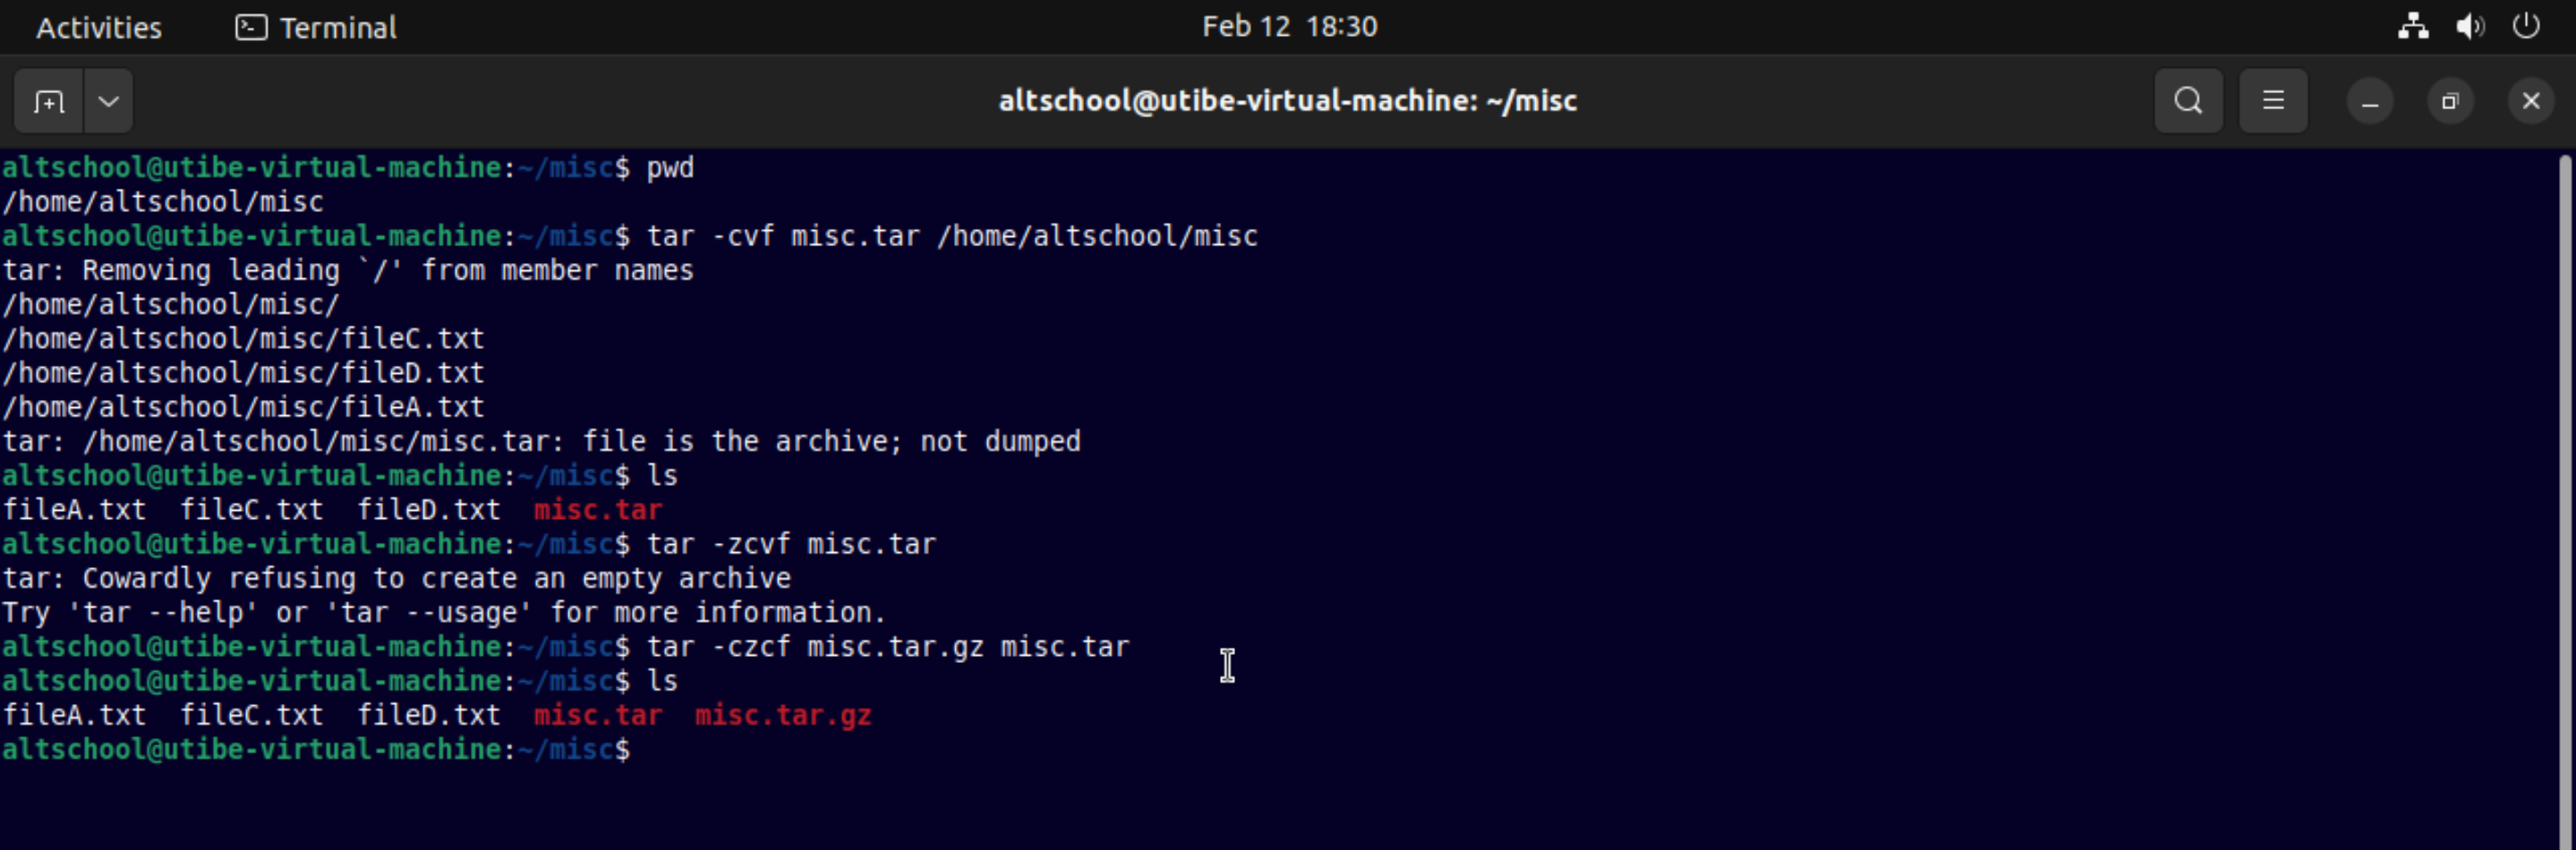 Activities Terminal Feb 12 18:30
altschool@utibe-virtual-machine: ~/misc
altschool@utibe-virtual-machine:~/misc$ pwd
/home/altschool/misc
altschool@utibe-virtual-machine:~/misc$ tar -cvf misc.tar /home/altschool/misc
tar: Removing leading `/' from member names
/home/altschool/misc/
/home/altschool/misc/fileC.txt
/home/altschool/misc/fileD.txt
/home/altschool/misc/fileA.txt
tar: /home/altschool/misc/misc.tar: file is the archive; not dumped
altschool@utibe-virtual-machine:~/misc$ ls
fileA.txt fileC.txt fileD.txt misc.tar
altschool@utibe-virtual-machine:~/misc$ tar -zcvf misc.tar
tar: Cowardly refusing to create an empty archive
Try 'tar --help' or 'tar --usage' for more information.
altschool@utibe-virtual-machine:~/misc$ tar -czcf misc.tar.gz misc.tar
altschool@utibe-virtual-machine:~/misc$ ls
fileA.txt fileC.txt fileD.txt misc.tar misc.tar.gz
altschool@utibe-virtual-machine:~/misc$